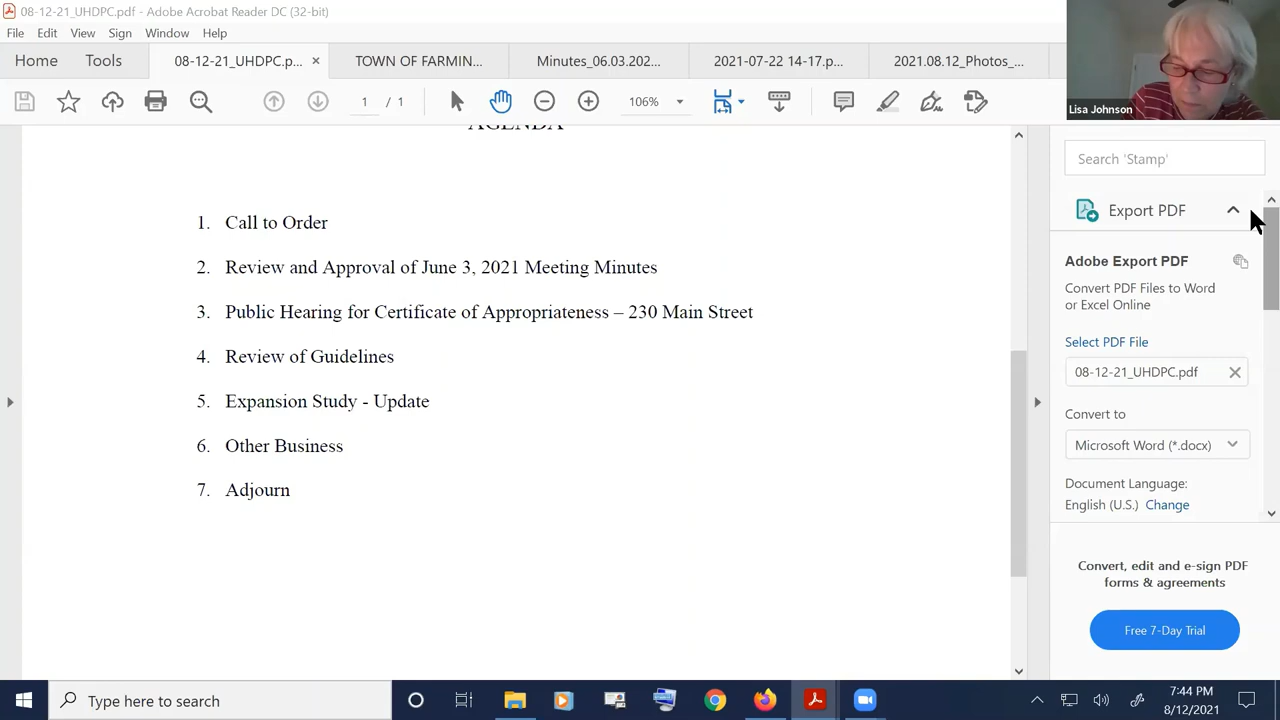 08-12-21_UHDPC.pdf - Adobe Acrobat Reader DC (32-bit)
File Edit View Sign Window Help
Home Tools 08-12-21_UHDPC.p... × TOWN OF FARMIN... Minutes_06.03.202... 2021-07-22 14-17.p... 2021.08.12_Photos_...
1 / 1 106%
Lisa Johnson
AGENDA
1. Call to Order
2. Review and Approval of June 3, 2021 Meeting Minutes
3. Public Hearing for Certificate of Appropriateness – 230 Main Street
4. Review of Guidelines
5. Expansion Study - Update
6. Other Business
7. Adjourn
Search 'Stamp'
Export PDF
Adobe Export PDF
Convert PDF Files to Word
or Excel Online
Select PDF File
08-12-21_UHDPC.pdf
Convert to
Microsoft Word (*.docx)
Document Language:
English (U.S.) Change
Convert, edit and e-sign PDF
forms & agreements
Free 7-Day Trial
Type here to search
7:44 PM
8/12/2021